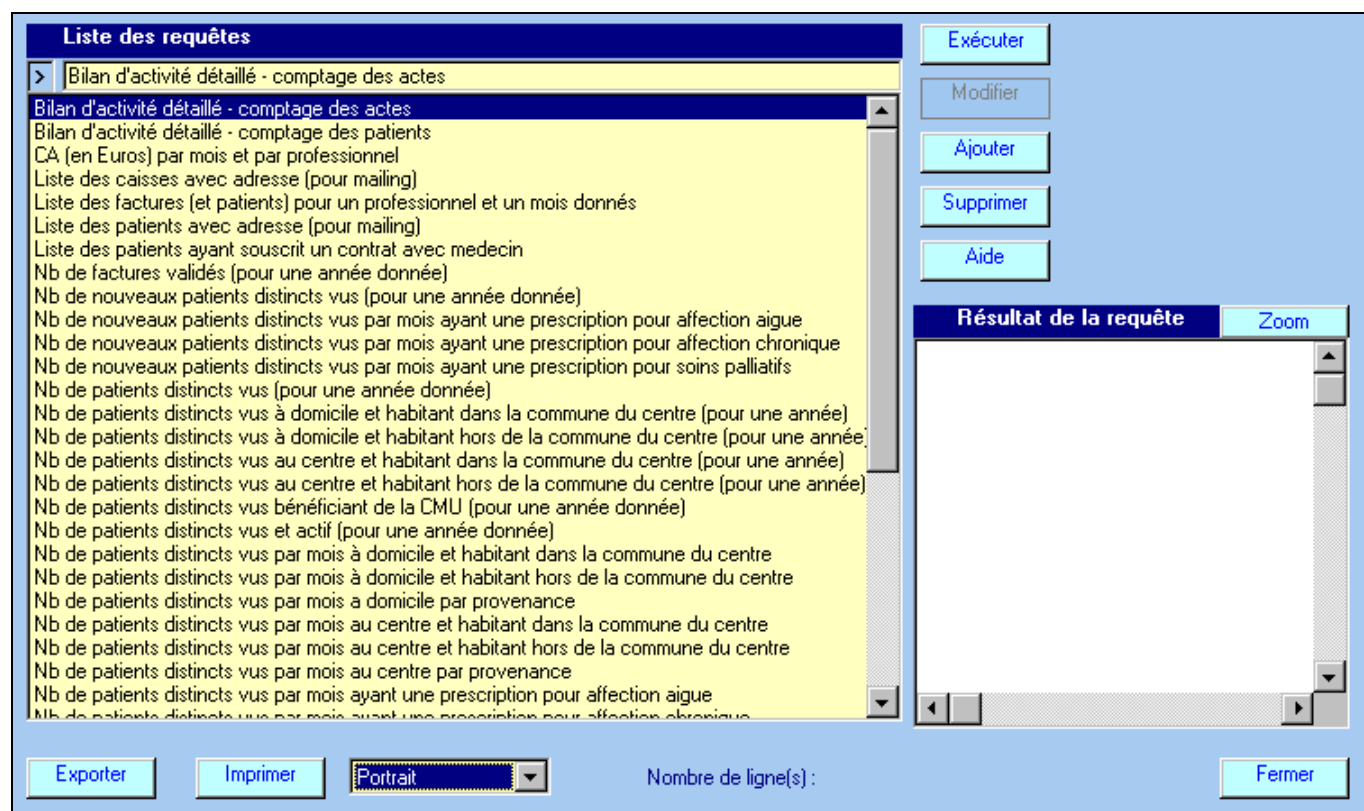 Liste des requêtes
Exécuter
> Bilan d'activité détaillé - comptage des actes
Modifier
Bilan d'activité détaillé - comptage des actes
Bilan d'activité détaillé - comptage des patients
CA (en Euros) par mois et par professionnel
Ajouter
Liste des caisses avec adresse (pour mailing)
Liste des factures (et patients) pour un professionnel et un mois donnés
Supprimer
Liste des patients avec adresse (pour mailing)
Liste des patients ayant souscrit un contrat avec medecin
Aide
Nb de factures validés (pour une année donnée)
Nb de nouveaux patients distincts vus (pour une année donnée)
Nb de nouveaux patients distincts vus par mois ayant une prescription pour affection aigue
Nb de nouveaux patients distincts vus par mois ayant une prescription pour affection chronique
Nb de nouveaux patients distincts vus par mois ayant une prescription pour soins palliatifs
Nb de patients distincts vus (pour une année donnée)
Nb de patients distincts vus à domicile et habitant dans la commune du centre (pour une année)
Nb de patients distincts vus à domicile et habitant hors de la commune du centre (pour une année)
Nb de patients distincts vus au centre et habitant dans la commune du centre (pour une année)
Nb de patients distincts vus au centre et habitant hors de la commune du centre (pour une année)
Nb de patients distincts vus bénéficiant de la CMU (pour une année donnée)
Nb de patients distincts vus et actif (pour une année donnée)
Nb de patients distincts vus par mois à domicile et habitant dans la commune du centre
Nb de patients distincts vus par mois à domicile et habitant hors de la commune du centre
Nb de patients distincts vus par mois a domicile par provenance
Nb de patients distincts vus par mois au centre et habitant dans la commune du centre
Nb de patients distincts vus par mois au centre et habitant hors de la commune du centre
Nb de patients distincts vus par mois au centre par provenance
Nb de patients distincts vus par mois ayant une prescription pour affection aigue
Nb de patients distincts vus par mois ayant une prescription pour affection chronique
Résultat de la requête
Zoom
Exporter
Imprimer
Portrait
Nombre de ligne(s) :
Fermer